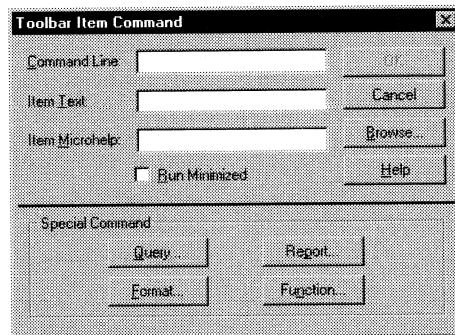 Toolbar Item Command
Command Line:
OK
Item Text:
Cancel
Item Microhelp:
Browse...
Run Minimized
Help
Special Command
Query...
Report...
Format...
Function...